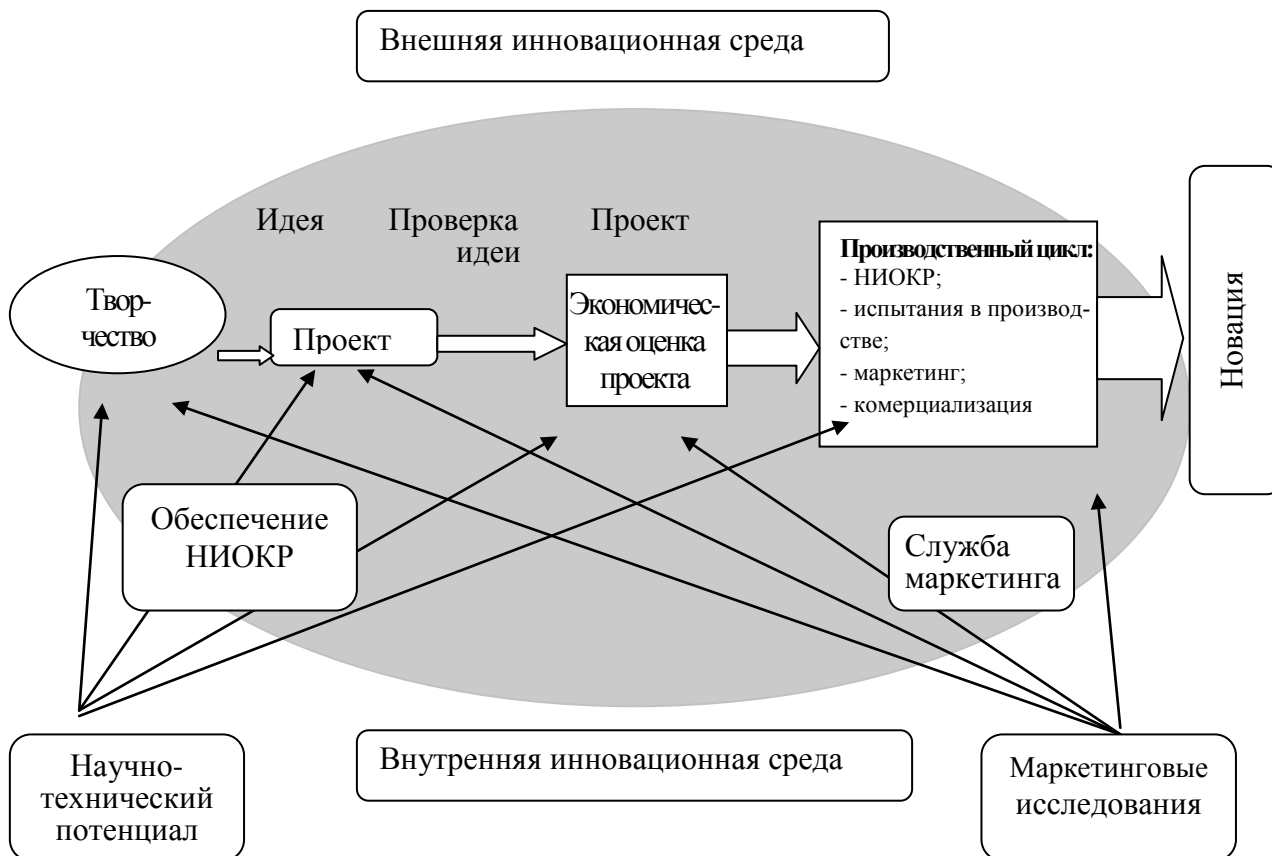 Внешняя инновационная среда
Идея
Проверка
идеи
Проект
Твор-
чество
Проект
Экономичес-
кая оценка
проекта
Производственный цикл:
- НИОКР;
- испытания в производ-
стве;
- маркетинг;
- комерциализация
Новация
Обеспечение
НИОКР
Служба
маркетинга
Научно-
технический
потенциал
Внутренняя инновационная среда
Маркетинговые
исследования